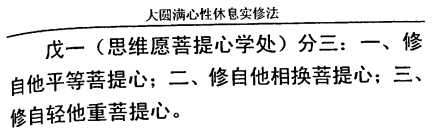 大圆满心性休息实修法
戊一（思维愿菩提心学处）分三：一、修
自他平等菩提心；二、修自他相换菩提心；三、
修自轻他重菩提心。